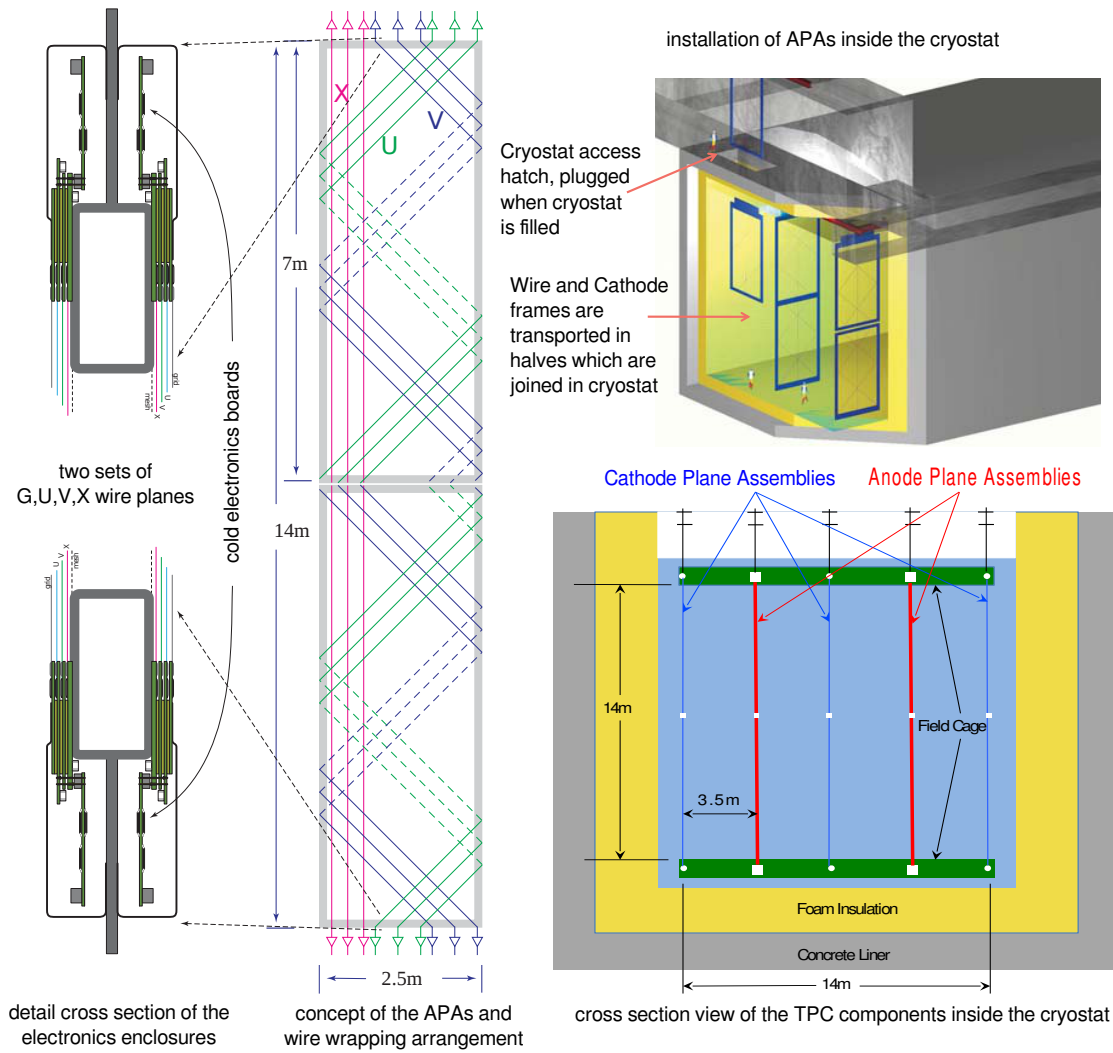 installation of APAs inside the cryostat
X
V
U
Cryostat access
hatch, plugged
when cryostat
is filled
7m
Wire and Cathode
frames are
transported in
halves which are
joined in cryostat
grid
U
V
X
mesh
cold electronics boards
two sets of
G,U,V,X wire planes
Cathode Plane Assemblies
Anode Plane Assemblies
14m
grid
U
V
X
mesh
14m
Field Cage
3.5m
Foam Insulation
Concrete Liner
2.5m
14m
detail cross section of the
electronics enclosures
concept of the APAs and
wire wrapping arrangement
cross section view of the TPC components inside the cryostat